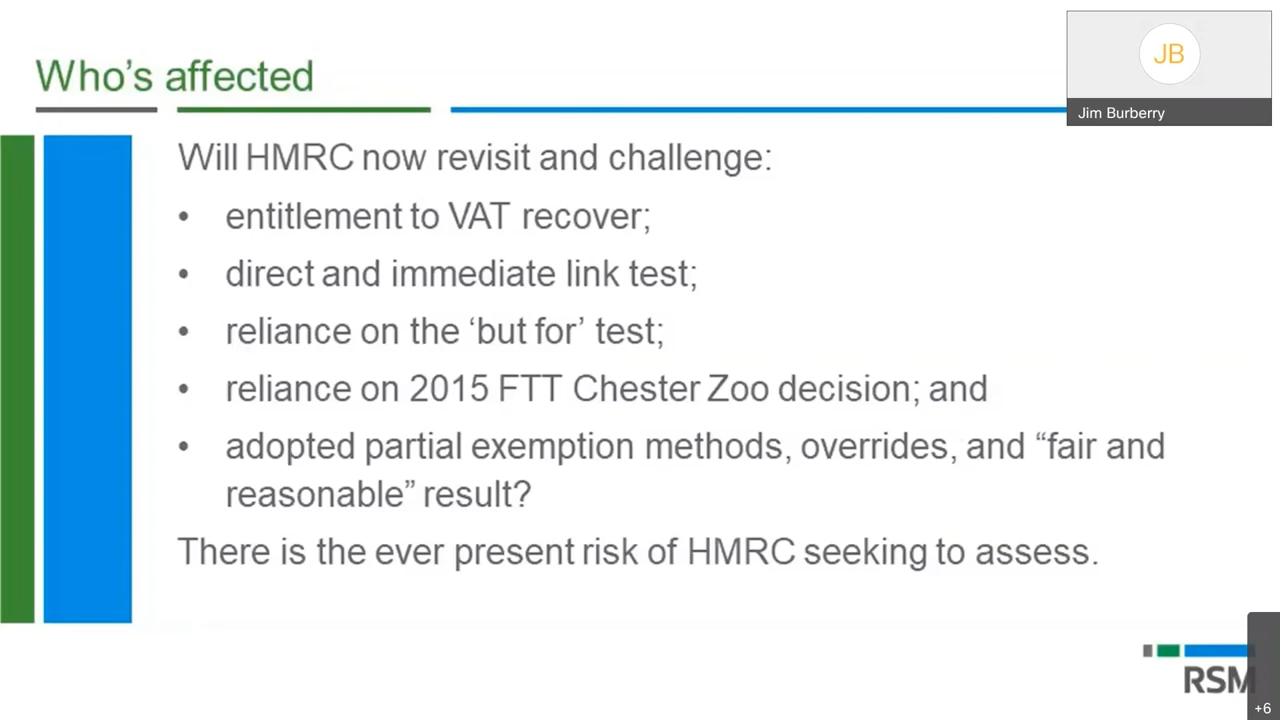 Who's affected
JB
Jim Burberry
Will HMRC now revisit and challenge:
• entitlement to VAT recover;
• direct and immediate link test;
• reliance on the ‘but for’ test;
• reliance on 2015 FTT Chester Zoo decision; and
• adopted partial exemption methods, overrides, and “fair and
reasonable” result?
There is the ever present risk of HMRC seeking to assess.
RSM
+6